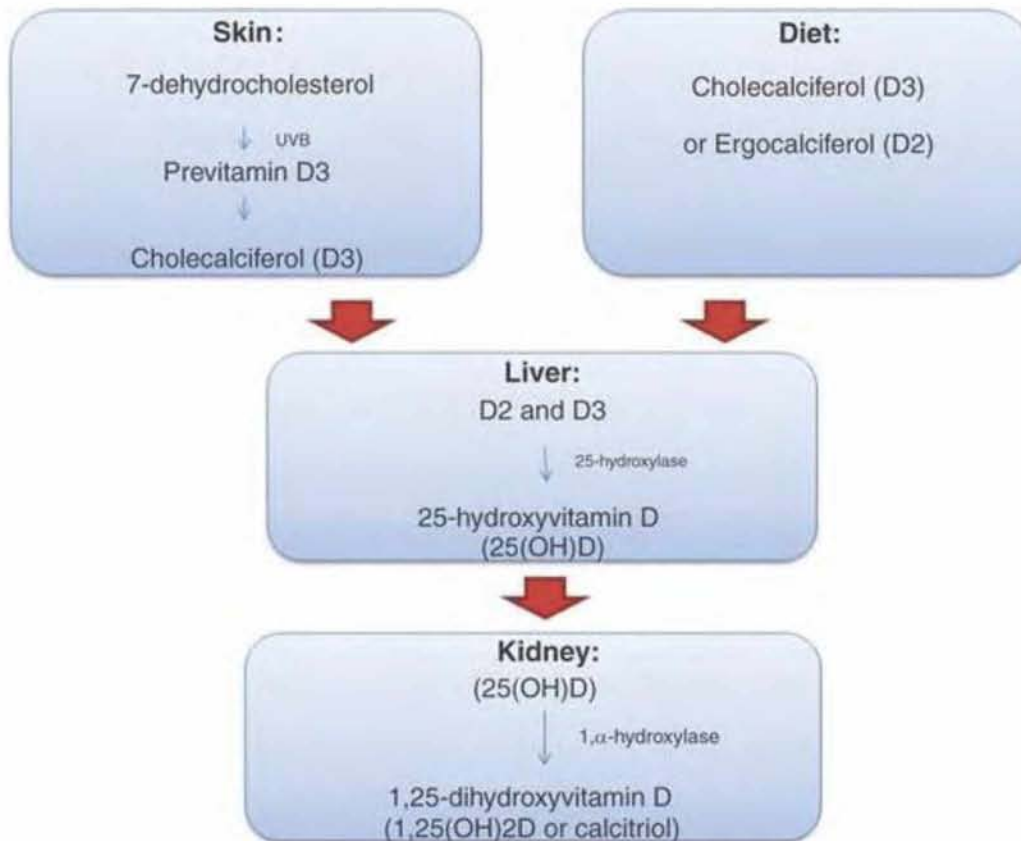 Skin:
7-dehydrocholesterol
UVB
Previtamin D3
Cholecalciferol (D3)
Diet:
Cholecalciferol (D3)
or Ergocalciferol (D2)
Liver:
D2 and D3
25-hydroxylase
25-hydroxyvitamin D
(25(OH)D)
Kidney:
(25(OH)D)
1,α-hydroxylase
1,25-dihydroxyvitamin D
(1,25(OH)2D or calcitriol)